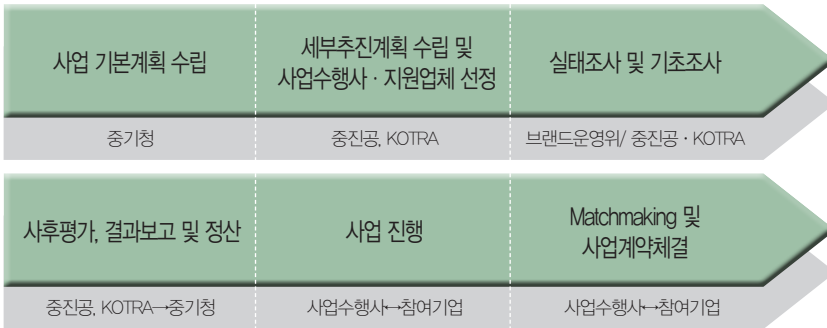 사업 기본계획 수립
세부추진계획 수립 및
사업수행사 · 지원업체 선정
실태조사 및 기초조사
중기청
중진공, KOTRA
브랜드운영위/ 중진공 · KOTRA
사후평가, 결과보고 및 정산
사업 진행
Matchmaking 및
사업계약체결
중진공, KOTRA→중기청
사업수행사↔참여기업
사업수행사↔참여기업